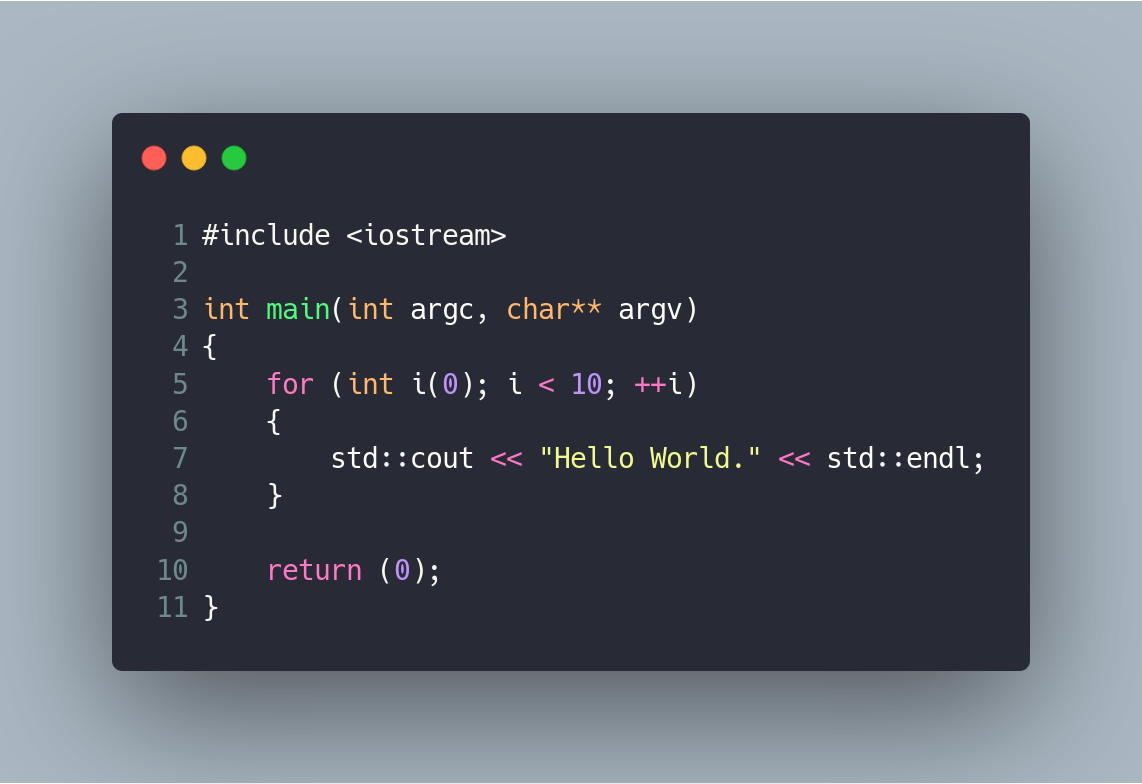 1 #include <iostream>
2
3 int main(int argc, char** argv)
4 {
5     for (int i(0); i < 10; ++i)
6     {
7         std::cout << "Hello World." << std::endl;
8     }
9
10     return (0);
11 }